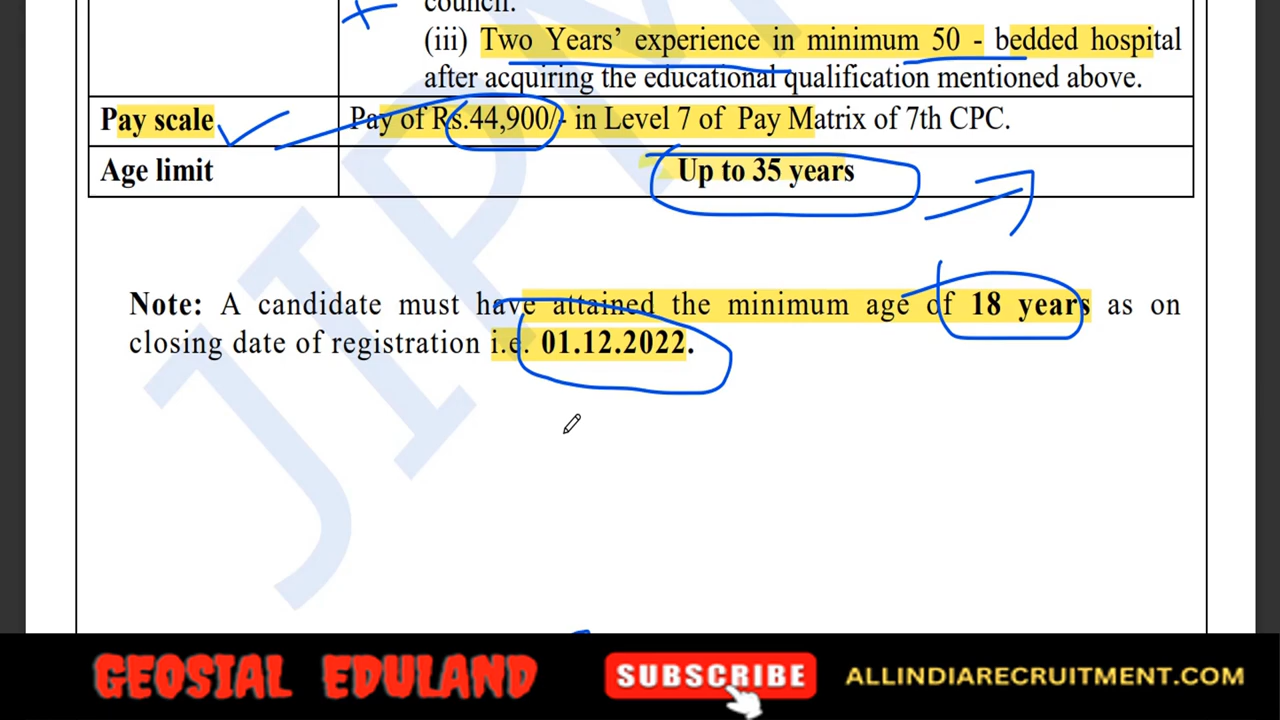 council.
(iii) Two Years' experience in minimum 50 - bedded hospital
after acquiring the educational qualification mentioned above.
Pay scale
Pay of Rs.44,900/- in Level 7 of Pay Matrix of 7th CPC.
Age limit
Up to 35 years
Note: A candidate must have attained the minimum age of 18 years as on
closing date of registration i.e. 01.12.2022.
JIPM
GEOSIAL EDULAND
SUBSCRIBE
ALLINDIARECRUITMENT.COM